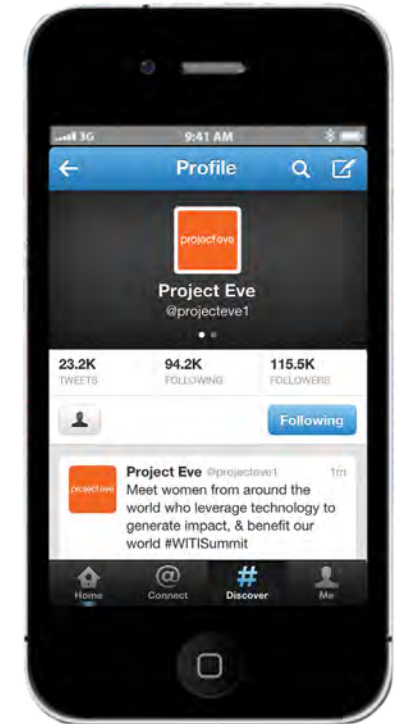 3G 9:41 AM
Profile
projecteve
Project Eve
@projecteve1
23.2K 94.2K 115.5K
TWEETS FOLLOWING FOLLOWERS
Following
projecteve
Project Eve @projecteve1 1m
Meet women from around the
world who leverage technology to
generate impact, & benefit our
world #WITISummit
Home Connect Discover Me